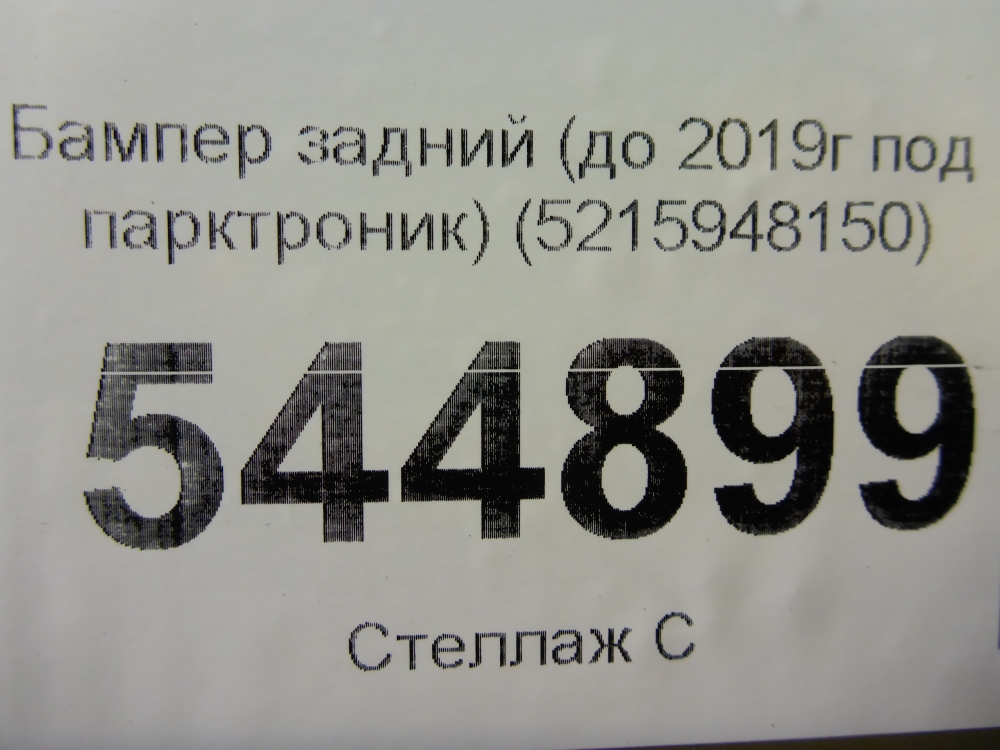 Бампер задний (до 2019г под
парктроник) (5215948150)
544899
Стеллаж С